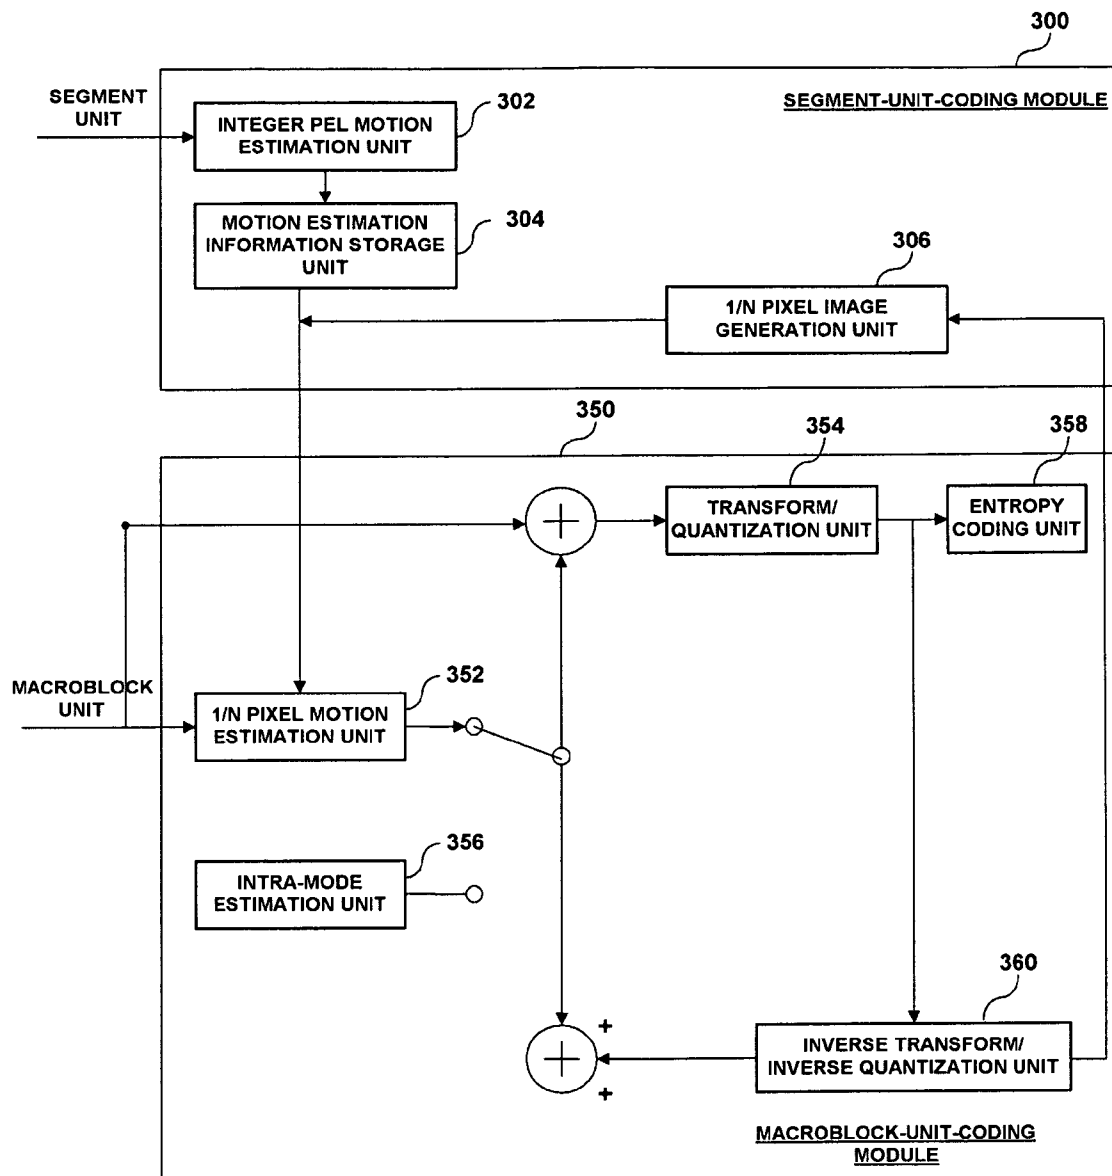 300
SEGMENT
UNIT
302
SEGMENT-UNIT-CODING MODULE
INTEGER PEL MOTION
ESTIMATION UNIT
304
MOTION ESTIMATION
INFORMATION STORAGE
UNIT
306
1/N PIXEL IMAGE
GENERATION UNIT
350
354
358
TRANSFORM/
QUANTIZATION UNIT
ENTROPY
CODING UNIT
MACROBLOCK
UNIT
352
1/N PIXEL MOTION
ESTIMATION UNIT
356
INTRA-MODE
ESTIMATION UNIT
360
+
+
INVERSE TRANSFORM/
INVERSE QUANTIZATION UNIT
MACROBLOCK-UNIT-CODING
MODULE